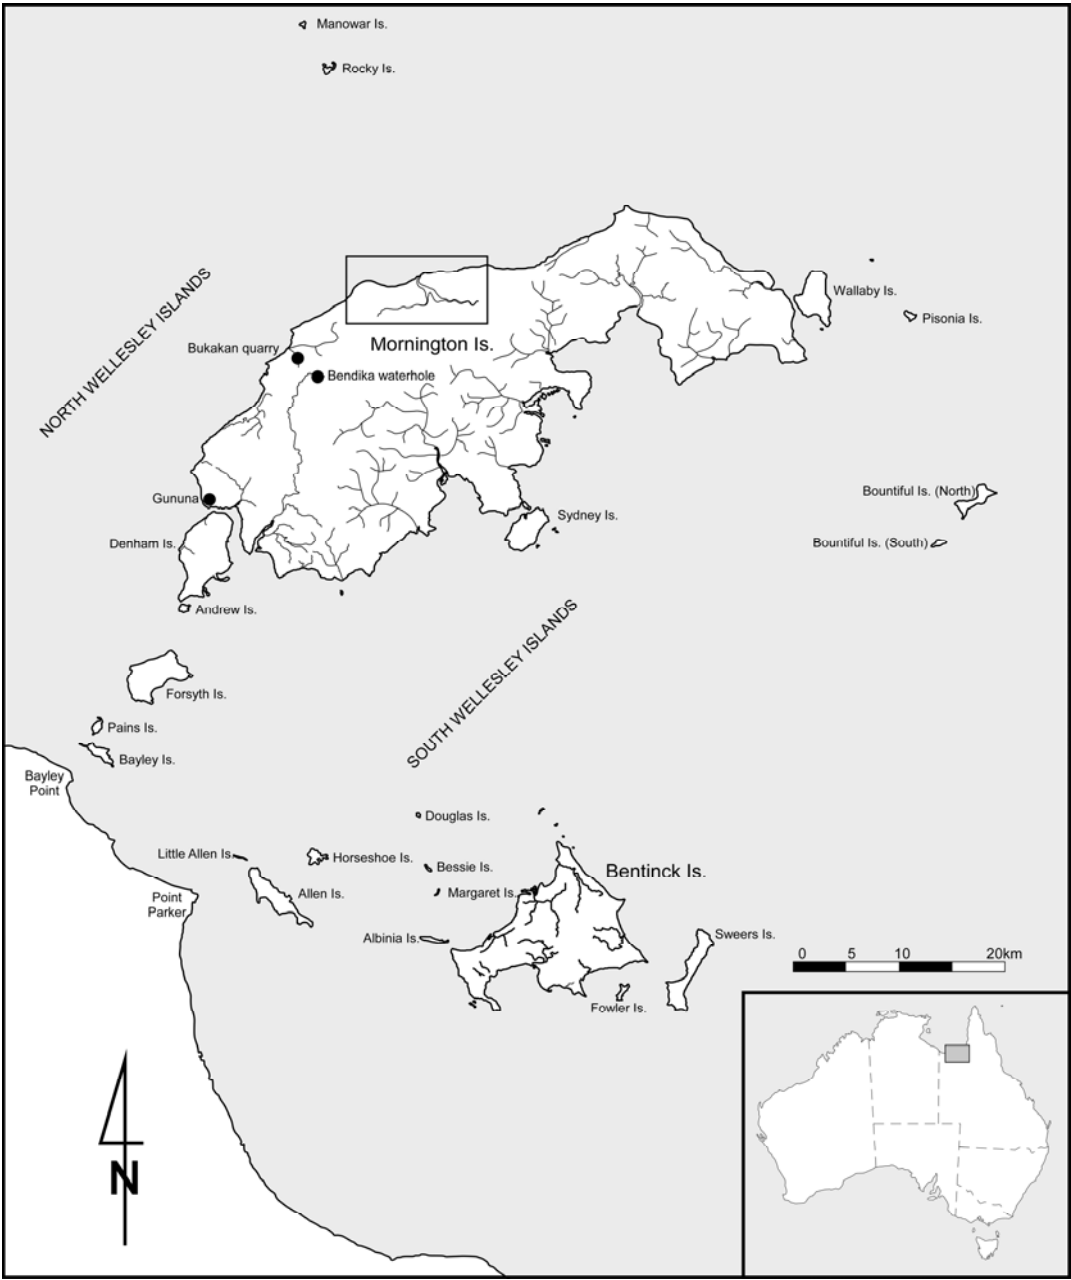 Manowar Is.
Rocky Is.
NORTH WELLESLEY ISLANDS
Wallaby Is.
Pisonia Is.
Mornington Is.
Bukakan quarry
Bendika waterhole
Gununa
Bountiful Is. (North)
Sydney Is.
Denham Is.
Bountiful Is. (South)
Andrew Is.
SOUTH WELLESLEY ISLANDS
Forsyth Is.
Pains Is.
Bayley Is.
Bayley
Point
Douglas Is.
Little Allen Is.
Horseshoe Is.
Bessie Is.
Bentinck Is.
Allen Is.
Margaret Is.
Point
Parker
Albinia Is.
Sweers Is.
0 5 10 20km
Fowler Is.
N